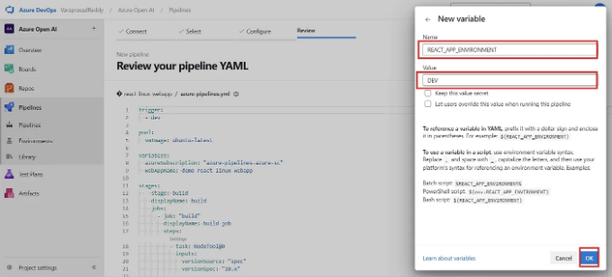 Azure DevOps VaraprasadReddy / Azure Open AI / Pipelines
Azure Open AI
Overview
Boards
Repos
Pipelines
Pipelines
Environments
Library
Test Plans
Artifacts
Project settings
Connect
Select
Configure
Review
New pipeline
Review your pipeline YAML
react linux webapp / azure-pipelines.yml
1 trigger:
2 - dev
3
4 pool:
5 vmImage: ubuntu-latest
6
7 variables:
8 azureSubscription: "azure-pipelines-azure-sc"
9 webAppName: demo react linux webapp
10
11 stages:
12 - stage: build
13 displayName: build
14 jobs:
15 - job: "build"
displayName: build job
steps:
Settings
- task: NodeTool@0
inputs:
versionSource: "spec"
versionSpec: "20.x"
New variable
Name
REACT_APP_ENVIRONMENT
Value
DEV
Keep this value secret
Let users override this value when running this pipeline
To reference a variable in YAML, prefix it with a dollar sign and enclose
it in parentheses. For example: $(REACT_APP_ENVIRONMENT)
To use a variable in a script, use environment variable syntax.
Replace . and space with _, capitalize the letters, and then use your
platform's syntax for referencing an environment variable. Examples:
Batch script: %REACT_APP_ENVIRONMENT%
PowerShell script: ${env:REACT_APP_ENVIRONMENT}
Bash script: $(REACT_APP_ENVIRONMENT)
Learn about variables
Cancel
OK